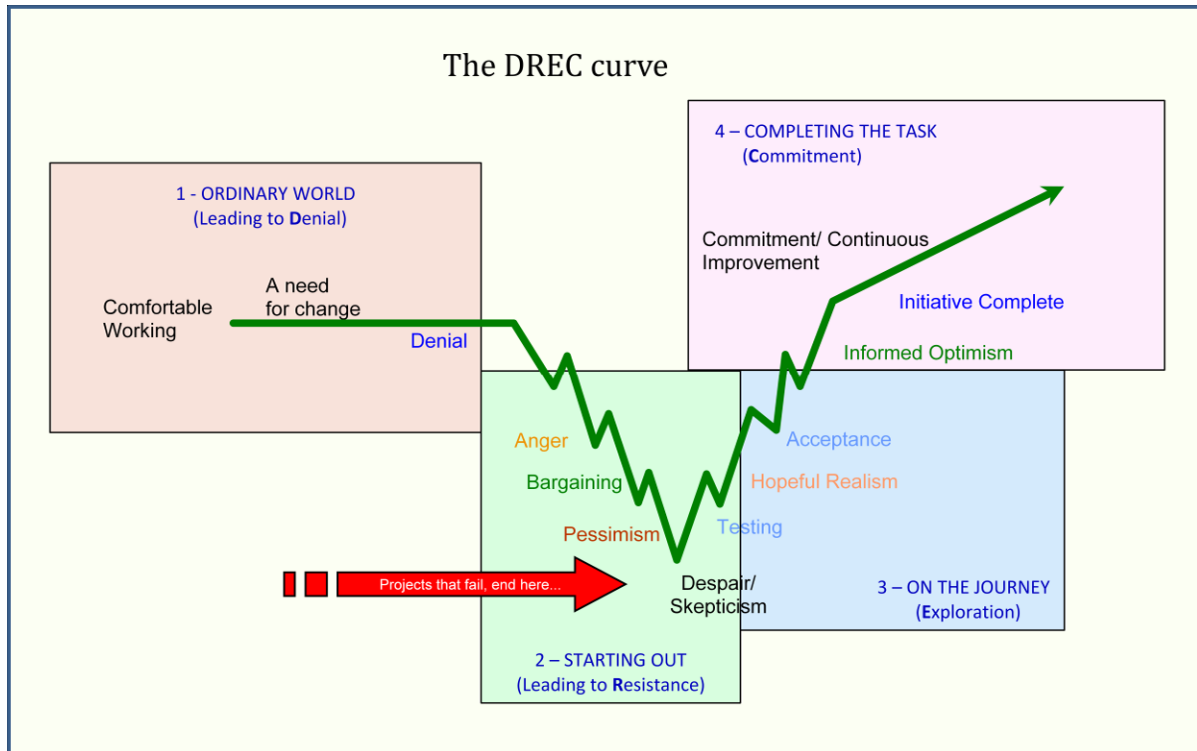 The DREC curve
1 - ORDINARY WORLD
(Leading to Denial)
A need
for change
Comfortable
Working
Denial
Anger
Bargaining
Pessimism
Projects that fail, end here...
Despair/
Skepticism
2 – STARTING OUT
(Leading to Resistance)
Testing
Hopeful Realism
Acceptance
3 – ON THE JOURNEY
(Exploration)
4 – COMPLETING THE TASK
(Commitment)
Commitment/ Continuous
Improvement
Initiative Complete
Informed Optimism